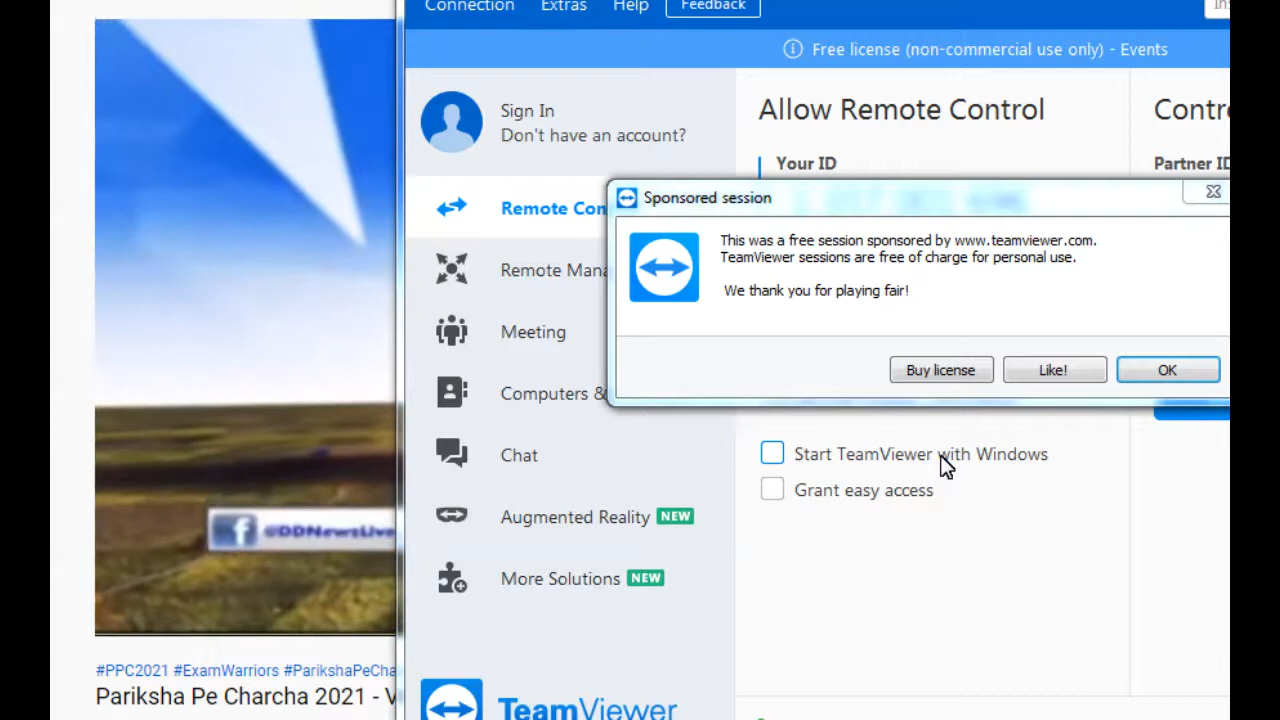 Connection Extras Help Feedback
Free license (non-commercial use only) - Events
Sign In
Don't have an account?
Allow Remote Control
Your ID
Partner ID
Sponsored session
This was a free session sponsored by www.teamviewer.com.
TeamViewer sessions are free of charge for personal use.
We thank you for playing fair!
Buy license Like! OK
Remote Con
Remote Mana
Meeting
Computers &
Chat
Augmented Reality NEW
More Solutions NEW
Start TeamViewer with Windows
Grant easy access
TeamViewer
@DDNewsLive
#PPC2021 #ExamWarriors #ParikshaPeCha
Pariksha Pe Charcha 2021 -